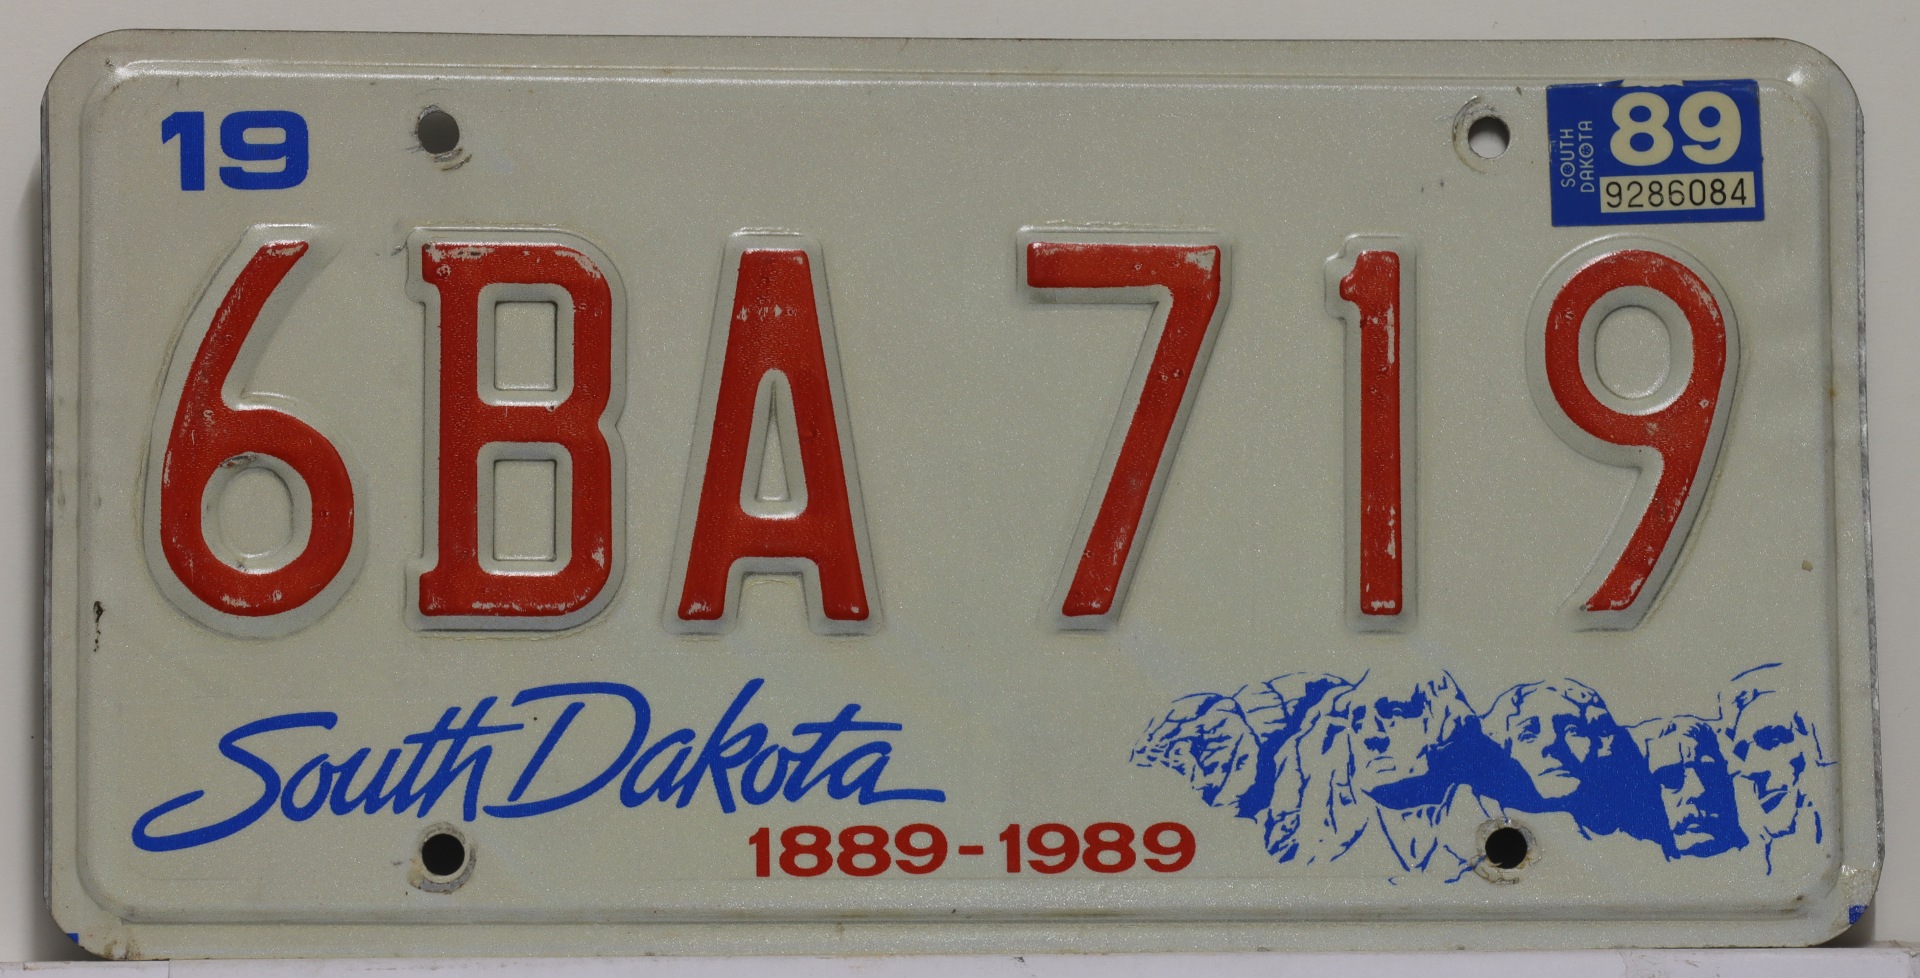 19
89
SOUTH
DAKOTA
9286084
6BA 719
South Dakota
1889-1989